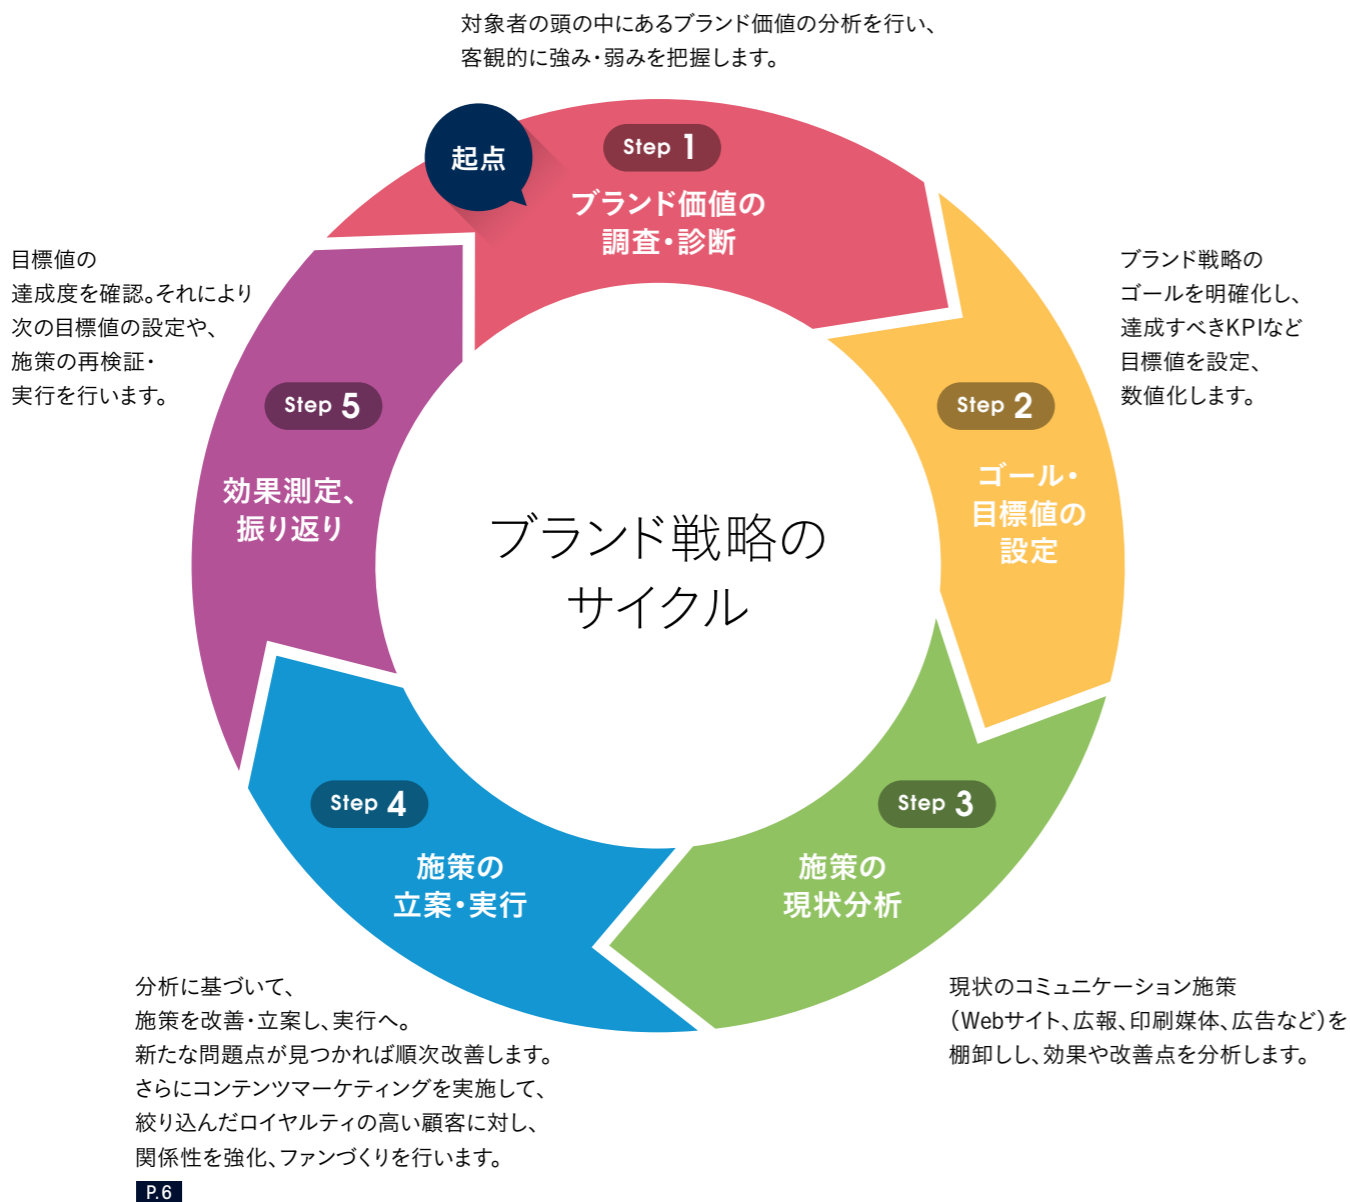 対象者の頭の中にあるブランド価値の分析を行い、
客観的に強み・弱みを把握します。
起点
Step 1
ブランド価値の
調査・診断
ブランド戦略の
ゴールを明確化し、
達成すべきKPIなど
目標値を設定、
数値化します。
Step 2
ゴール・
目標値の
設定
Step 3
施策の
現状分析
現状のコミュニケーション施策
(Webサイト、広報、印刷媒体、広告など)を
棚卸しし、効果や改善点を分析します。
Step 4
施策の
立案・実行
分析に基づいて、
施策を改善・立案し、実行へ。
新たな問題点が見つかれば順次改善します。
さらにコンテンツマーケティングを実施して、
絞り込んだロイヤルティの高い顧客に対し、
関係性を強化、ファンづくりを行います。
P.6
Step 5
効果測定、
振り返り
目標値の
達成度を確認。それにより
次の目標値の設定や、
施策の再検証・
実行を行います。
ブランド戦略の
サイクル